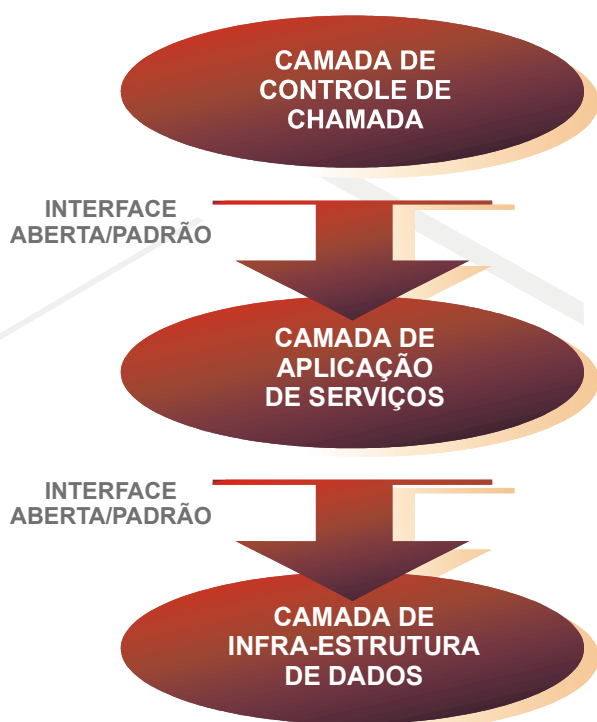 CAMADA DE
CONTROLE DE
CHAMADA
INTERFACE
ABERTA/PADRÃO
CAMADA DE
APLICAÇÃO
DE SERVIÇOS
INTERFACE
ABERTA/PADRÃO
CAMADA DE
INFRA-ESTRUTURA
DE DADOS